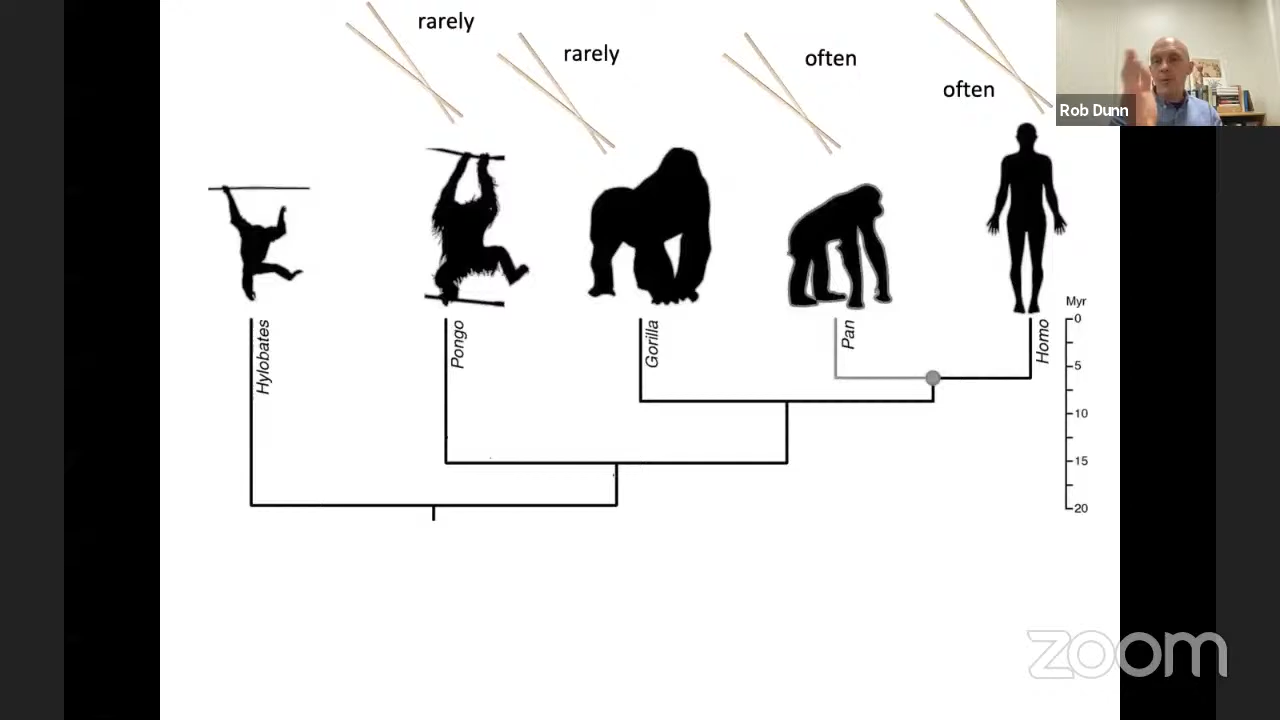 rarely
rarely
often
often
Rob Dunn
Hylobates
Pongo
Gorilla
Pan
Homo
Myr
0
5
10
15
20
zoom